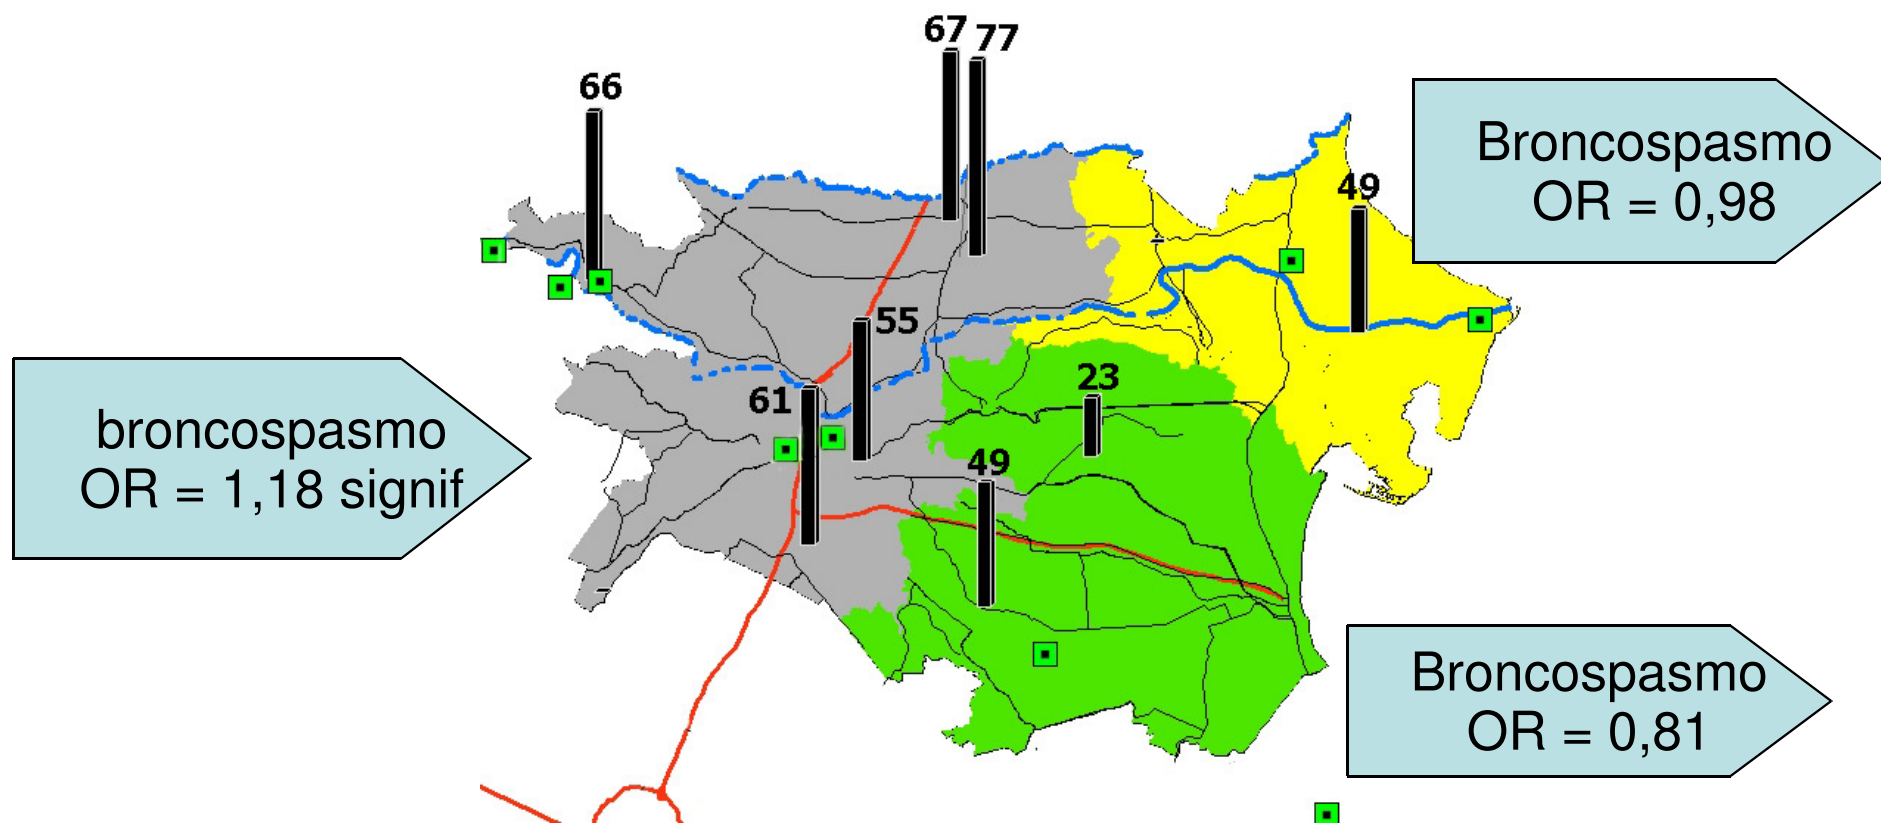 67 77
66
Broncospasmo
OR = 0,98
49
55
broncospasmo
OR = 1,18 signif
61
23
49
Broncospasmo
OR = 0,81